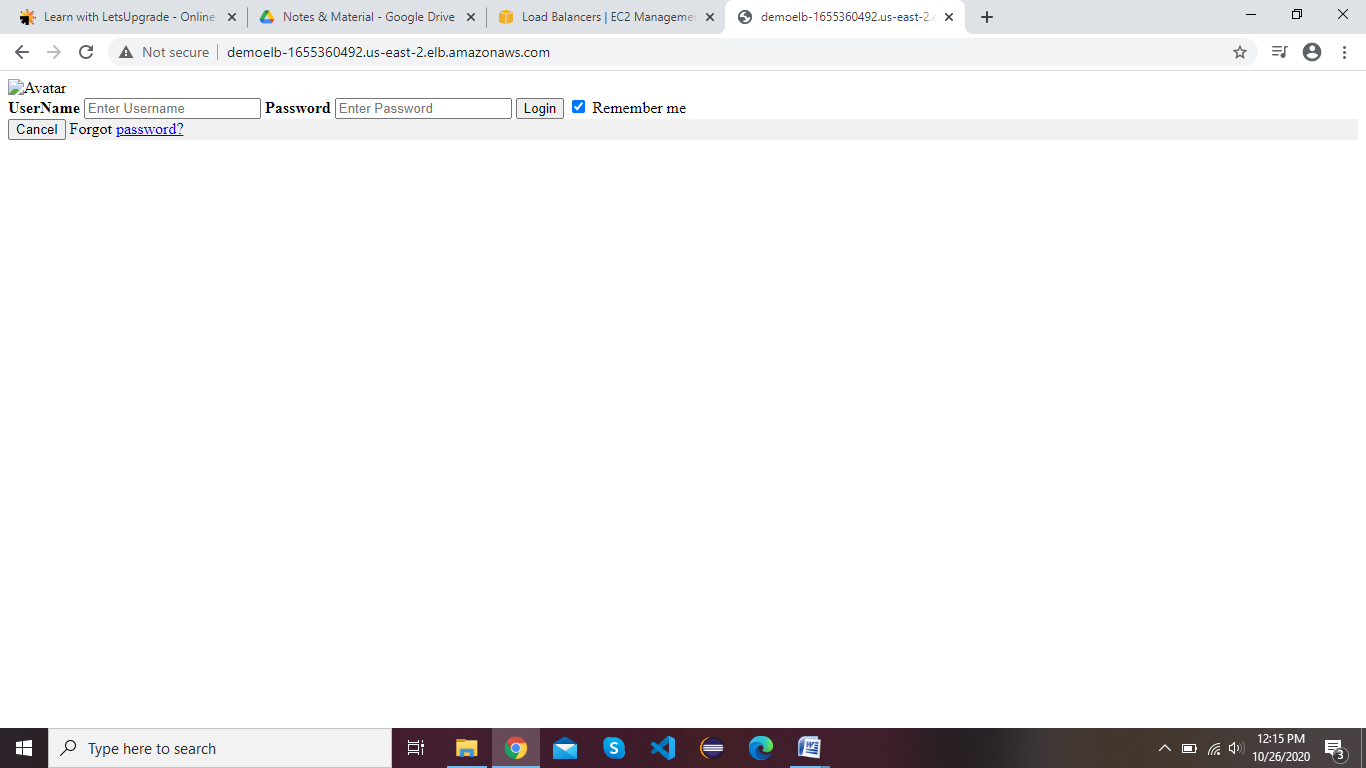 Learn with LetsUpgrade - Online
Notes & Material - Google Drive
Load Balancers | EC2 Manageme
demoelb-1655360492.us-east-2.e
Not secure
demoelb-1655360492.us-east-2.elb.amazonaws.com
Avatar
UserName Enter Username Password Enter Password Login Remember me
Cancel Forgot password?
Type here to search
12:15 PM
10/26/2020
3